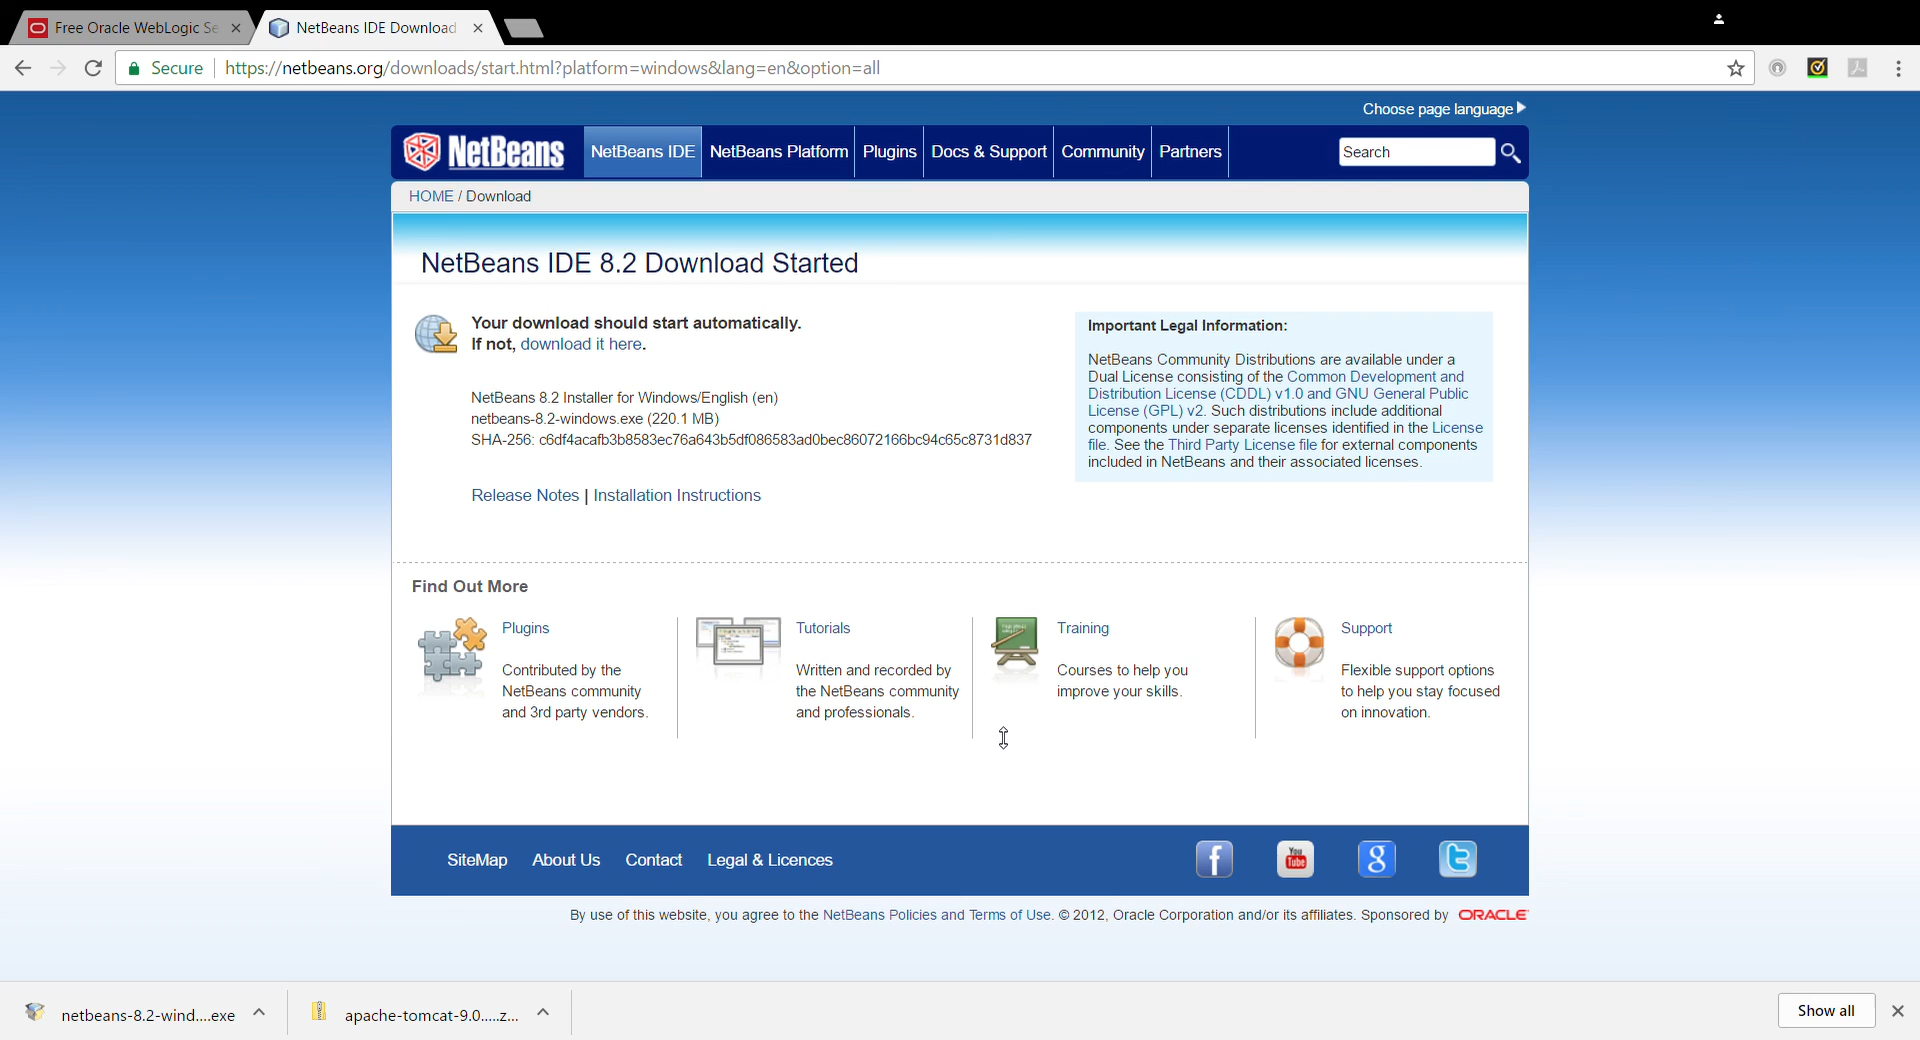 Free Oracle WebLogic Se
NetBeans IDE Download
Secure
https://netbeans.org/downloads/start.html?platform=windows&lang=en&option=all
Choose page language
NetBeans
NetBeans IDE
NetBeans Platform
Plugins
Docs & Support
Community
Partners
Search
HOME / Download
NetBeans IDE 8.2 Download Started
Your download should start automatically.
If not, download it here.
NetBeans 8.2 Installer for Windows/English (en)
netbeans-8.2-windows.exe (220.1 MB)
SHA-256: c6df4acafb3b8583ec76a643b5df086583ad0bec86072166bc94c65c8731d837
Release Notes | Installation Instructions
Important Legal Information:
NetBeans Community Distributions are available under a
Dual License consisting of the Common Development and
Distribution License (CDDL) v1.0 and GNU General Public
License (GPL) v2. Such distributions include additional
components under separate licenses identified in the License
file. See the Third Party License file for external components
included in NetBeans and their associated licenses.
Find Out More
Plugins
Contributed by the
NetBeans community
and 3rd party vendors.
Tutorials
Written and recorded by
the NetBeans community
and professionals.
Training
Courses to help you
improve your skills.
Support
Flexible support options
to help you stay focused
on innovation.
SiteMap
About Us
Contact
Legal & Licences
You
Tube
By use of this website, you agree to the NetBeans Policies and Terms of Use. © 2012, Oracle Corporation and/or its affiliates. Sponsored by ORACLE
netbeans-8.2-wind....exe
apache-tomcat-9.0.....z...
Show all